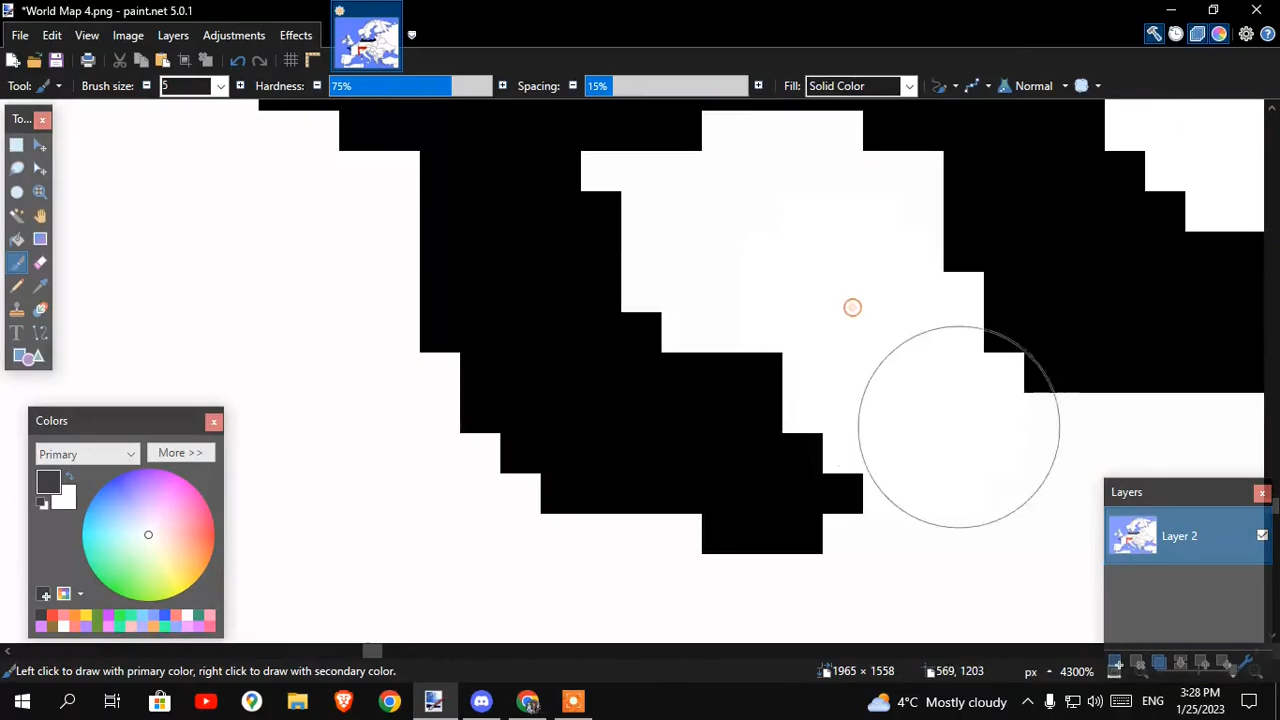 *World Map 4.png - paint.net 5.0.1
File Edit View Image Layers Adjustments Effects
Tool: Brush size: 5 Hardness: 75% Spacing: 15% Fill: Solid Color Normal
To...
Colors
Primary More >>
Layers
Layer 2
Left click to draw with primary color, right click to draw with secondary color. 1965 × 1558 569, 1203 px 4300%
4°C Mostly cloudy ENG 3:28 PM
1/25/2023